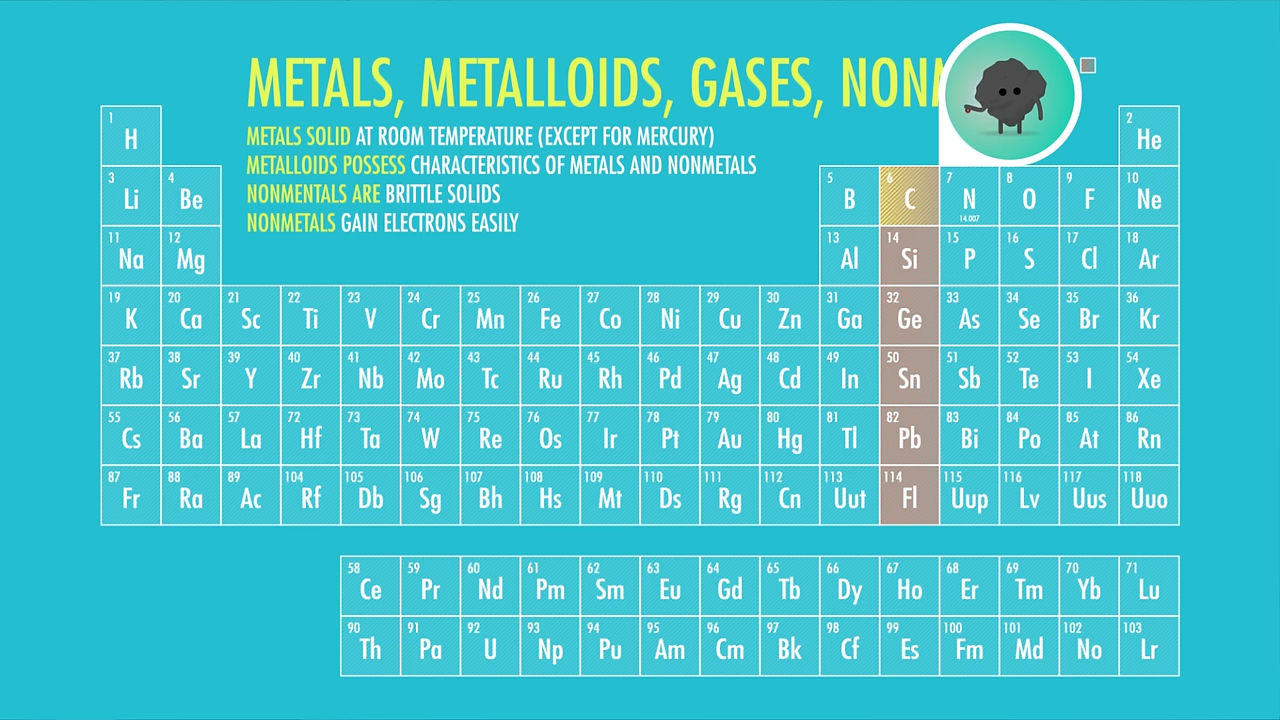 METALS, METALLOIDS, GASES, NON
METALS SOLID AT ROOM TEMPERATURE (EXCEPT FOR MERCURY)
METALLOIDS POSSESS CHARACTERISTICS OF METALS AND NONMETALS
NONMENTALS ARE BRITTLE SOLIDS
NONMETALS GAIN ELECTRONS EASILY
1 H 2 He
3 Li 4 Be 5 B 6 C 7 N 14.007 8 O 9 F 10 Ne
11 Na 12 Mg 13 Al 14 Si 15 P 16 S 17 Cl 18 Ar
19 K 20 Ca 21 Sc 22 Ti 23 V 24 Cr 25 Mn 26 Fe 27 Co 28 Ni 29 Cu 30 Zn 31 Ga 32 Ge 33 As 34 Se 35 Br 36 Kr
37 Rb 38 Sr 39 Y 40 Zr 41 Nb 42 Mo 43 Tc 44 Ru 45 Rh 46 Pd 47 Ag 48 Cd 49 In 50 Sn 51 Sb 52 Te 53 I 54 Xe
55 Cs 56 Ba 57 La 72 Hf 73 Ta 74 W 75 Re 76 Os 77 Ir 78 Pt 79 Au 80 Hg 81 Tl 82 Pb 83 Bi 84 Po 85 At 86 Rn
87 Fr 88 Ra 89 Ac 104 Rf 105 Db 106 Sg 107 Bh 108 Hs 109 Mt 110 Ds 111 Rg 112 Cn 113 Uut 114 Fl 115 Uup 116 Lv 117 Uus 118 Uuo
58 Ce 59 Pr 60 Nd 61 Pm 62 Sm 63 Eu 64 Gd 65 Tb 66 Dy 67 Ho 68 Er 69 Tm 70 Yb 71 Lu
90 Th 91 Pa 92 U 93 Np 94 Pu 95 Am 96 Cm 97 Bk 98 Cf 99 Es 100 Fm 101 Md 102 No 103 Lr